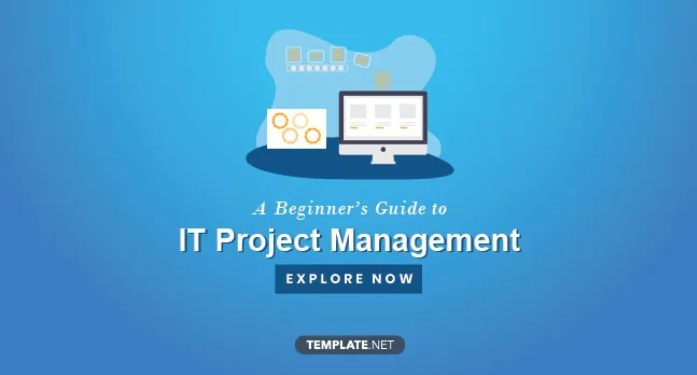 A Beginner's Guide to
IT Project Management
EXPLORE NOW
TEMPLATE.NET